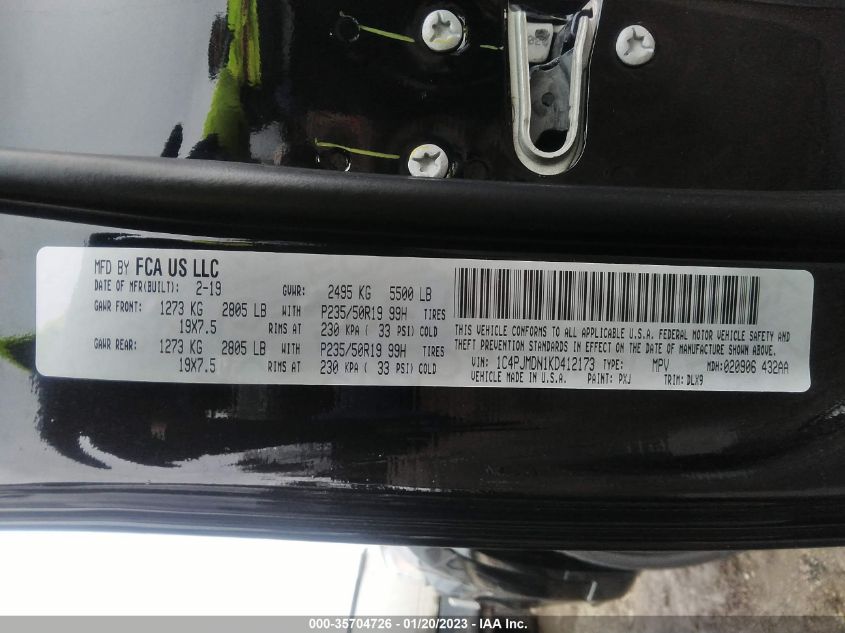 MFD BY FCA US LLC
DATE OF MFR(BUILT): 2-19 GVWR: 2495 KG 5500 LB
GAWR FRONT: 1273 KG 2805 LB WITH P235/50R19 99H TIRES
19X7.5 RIMS AT 230 KPA ( 33 PSI) COLD
GAWR REAR: 1273 KG 2805 LB WITH P235/50R19 99H TIRES
19X7.5 RIMS AT 230 KPA ( 33 PSI) COLD
THIS VEHICLE CONFORMS TO ALL APPLICABLE U.S.A. FEDERAL MOTOR VEHICLE SAFETY AND
THEFT PREVENTION STANDARDS IN EFFECT ON THE DATE OF MANUFACTURE SHOWN ABOVE.
VIN: 1C4PJMDN1KD412173 TYPE: MPV MDH:020906 432AA
VEHICLE MADE IN U.S.A. PAINT: PXJ TRIM: DLX9
000-35704726 - 01/20/2023 - IAA Inc.